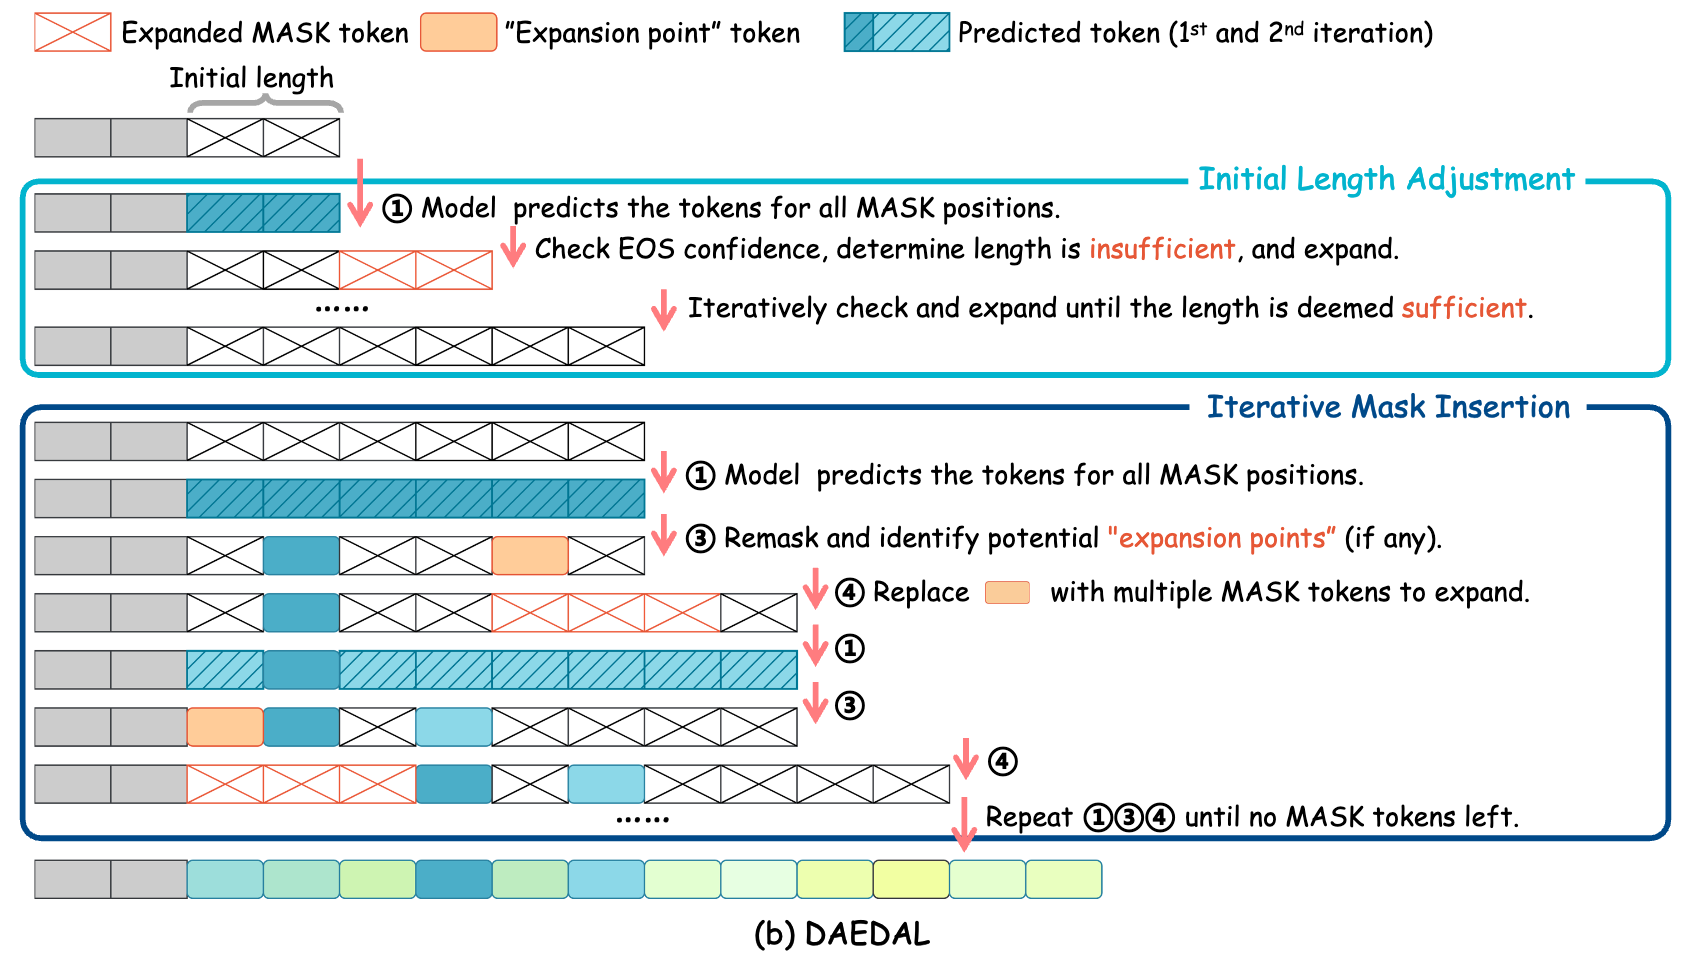 Expanded MASK token
"Expansion point" token
Predicted token (1st and 2nd iteration)
Initial length
Initial Length Adjustment
① Model predicts the tokens for all MASK positions.
Check EOS confidence, determine length is insufficient, and expand.
......
Iteratively check and expand until the length is deemed sufficient.
Iterative Mask Insertion
① Model predicts the tokens for all MASK positions.
③ Remask and identify potential "expansion points" (if any).
④ Replace with multiple MASK tokens to expand.
①
③
④
......
Repeat ①③④ until no MASK tokens left.
(b) DAEDAL